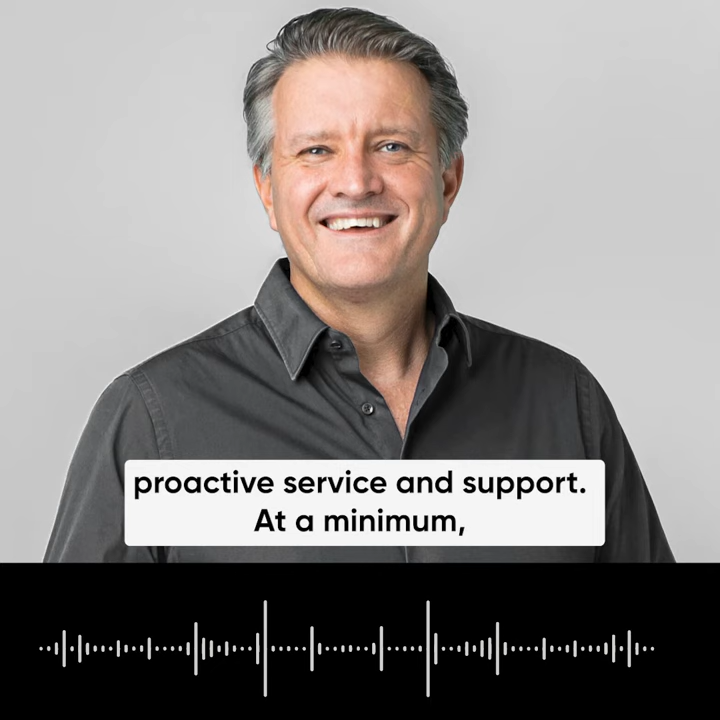 proactive service and support.
At a minimum,